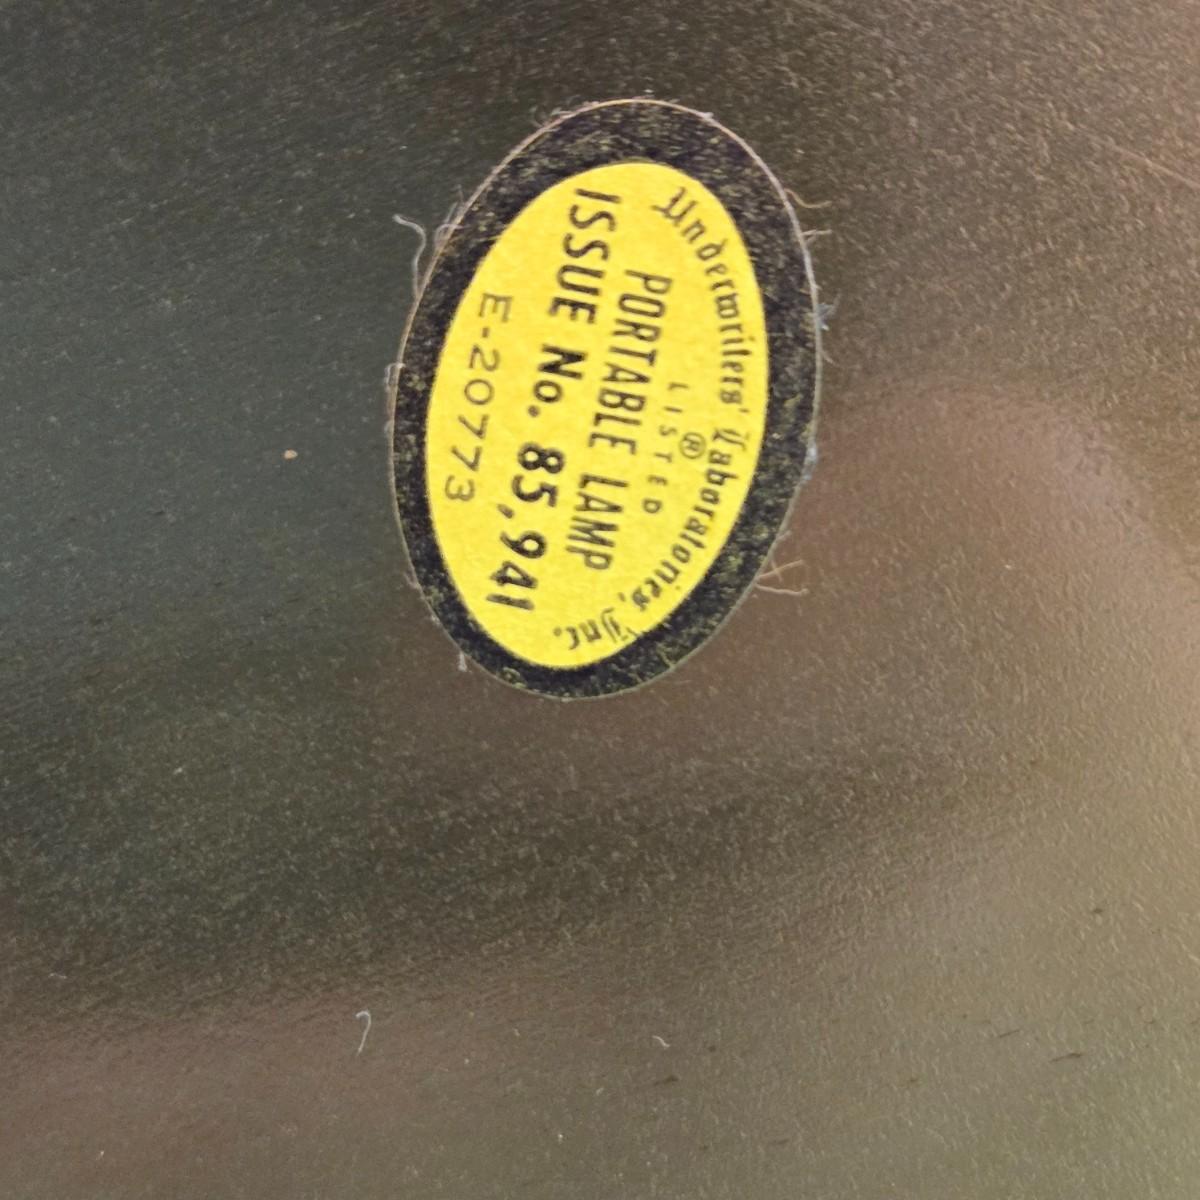 Underwriters' Laboratories, Inc.
®
LISTED
PORTABLE LAMP
ISSUE No. 85,941
E-20773